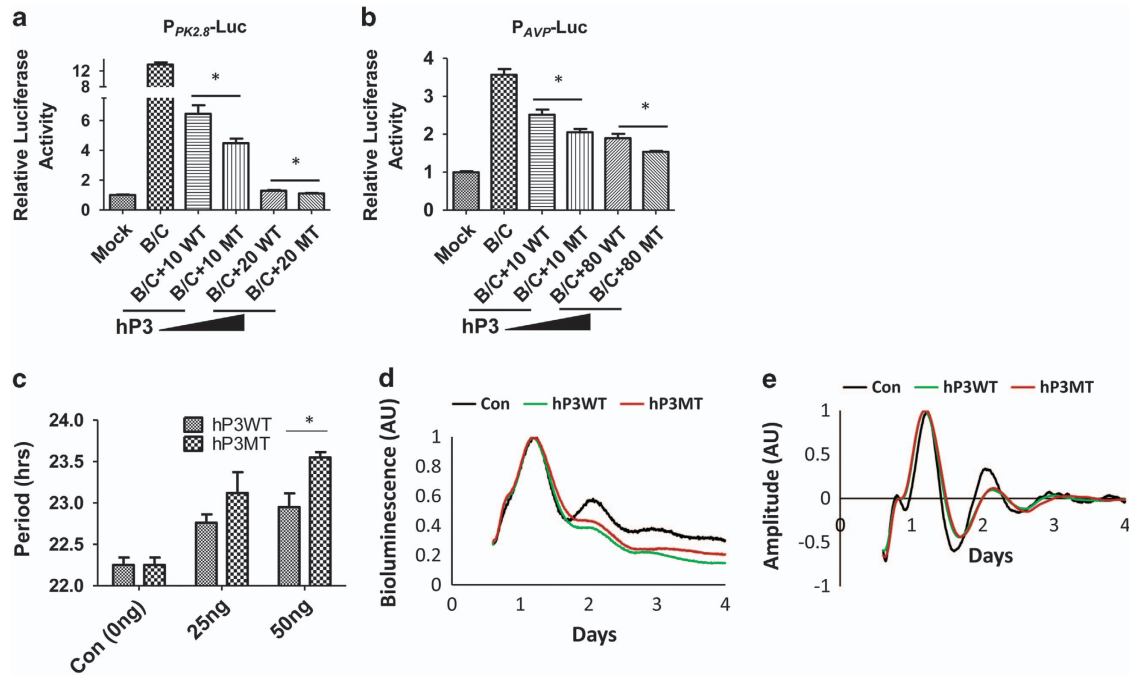 a
P_PK2.8-Luc
Relative Luciferase
Activity
12
8
6
4
2
0
*
*
Mock
B/C
B/C+10 WT
B/C+10 MT
B/C+20 WT
B/C+20 MT
hP3
b
P_AVP-Luc
Relative Luciferase
Activity
4
3
2
1
0
*
*
Mock
B/C
B/C+10 WT
B/C+10 MT
B/C+80 WT
B/C+80 MT
hP3
c
Period (hrs)
24.0
23.5
23.0
22.5
22.0
hP3WT
hP3MT
*
Con (0ng)
25ng
50ng
d
Con hP3WT hP3MT
Bioluminescence (AU)
1
0.8
0.6
0.4
0.2
0
0 1 2 3 4
Days
e
Con hP3WT hP3MT
Amplitude (AU)
1
0.5
0
-0.5
-1
0 1 2 3 4
Days